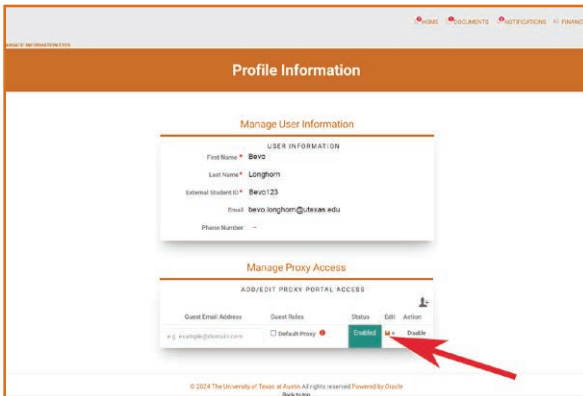 HOME DOCUMENTS NOTIFICATIONS FINANC
Profile Information
Manage User Information
USER INFORMATION
First Name * Bevo
Last Name * Longhorn
External Student ID * Bevo123
Email bevo.longhorn@utexas.edu
Phone Number –
Manage Proxy Access
ADD/EDIT PROXY PORTAL ACCESS
Guest Email Address Guest Roles Status Edit Action
e.g. example@domain.com Default Proxy Enabled Disable
© 2024 The University of Texas at Austin All rights reserved Powered by Oracle
Back to top